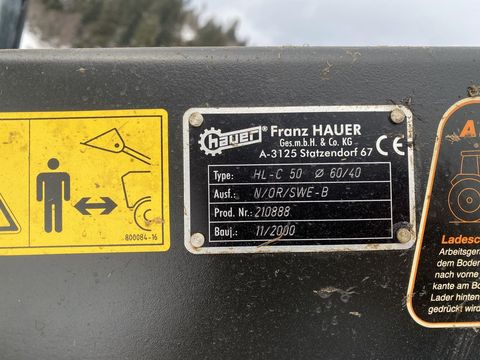 800084-16
hauer® Franz HAUER
Ges.m.b.H. & Co. KG
A-3125 Statzendorf 67
CE
Type: HL-C 50 Ø 60/40
Ausf.: N/OR/SWE-B
Prod. Nr.: 210888
Bauj.: 11/2000
A
Ladesc
Arbeitsgen
dem Boden
nach vorne
kante am Bo
Lader hinten
gedrückt wird